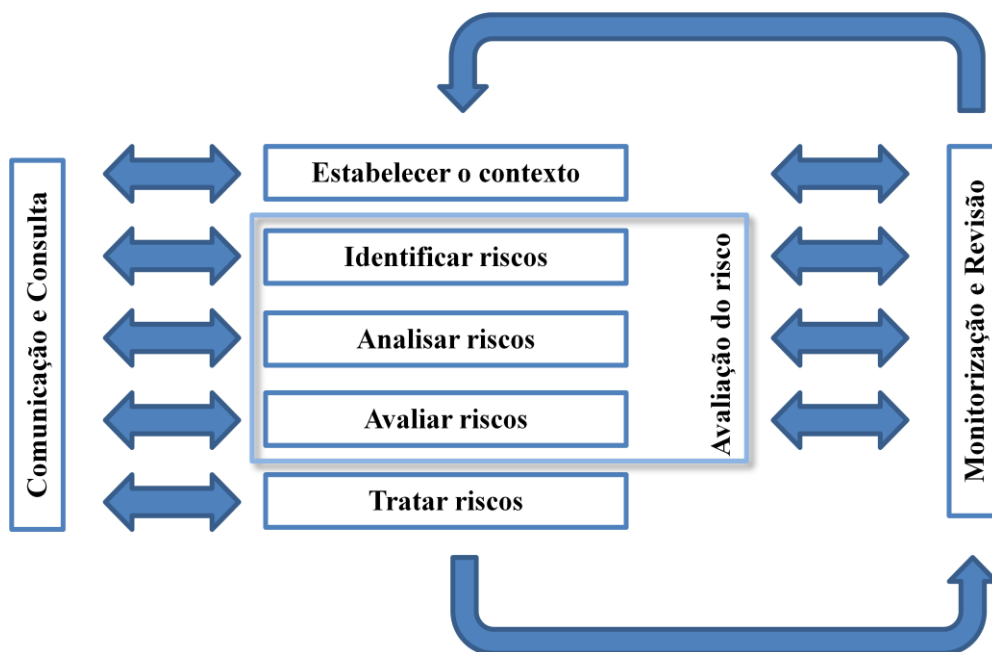 Comunicação e Consulta
Estabelecer o contexto
Identificar riscos
Analisar riscos
Avaliar riscos
Tratar riscos
Avaliação do risco
Monitorização e Revisão